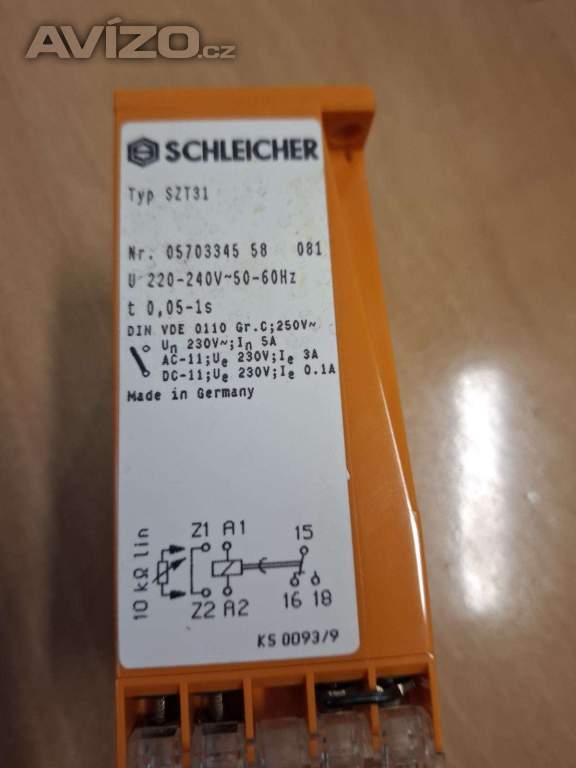 AVÍZO.cz
SCHLEICHER
Typ SZT31
Nr. 05703345 58 081
U 220-240V~50-60Hz
t 0,05-1s
DIN VDE 0110 Gr.C;250V~
Un 230V~;In 5A
AC-11;Ue 230V;Ie 3A
DC-11;Ue 230V;Ie 0.1A
Made in Germany
10 kΩ lin
Z1 A1 15
Z2 A2 16 18
KS 0093/9